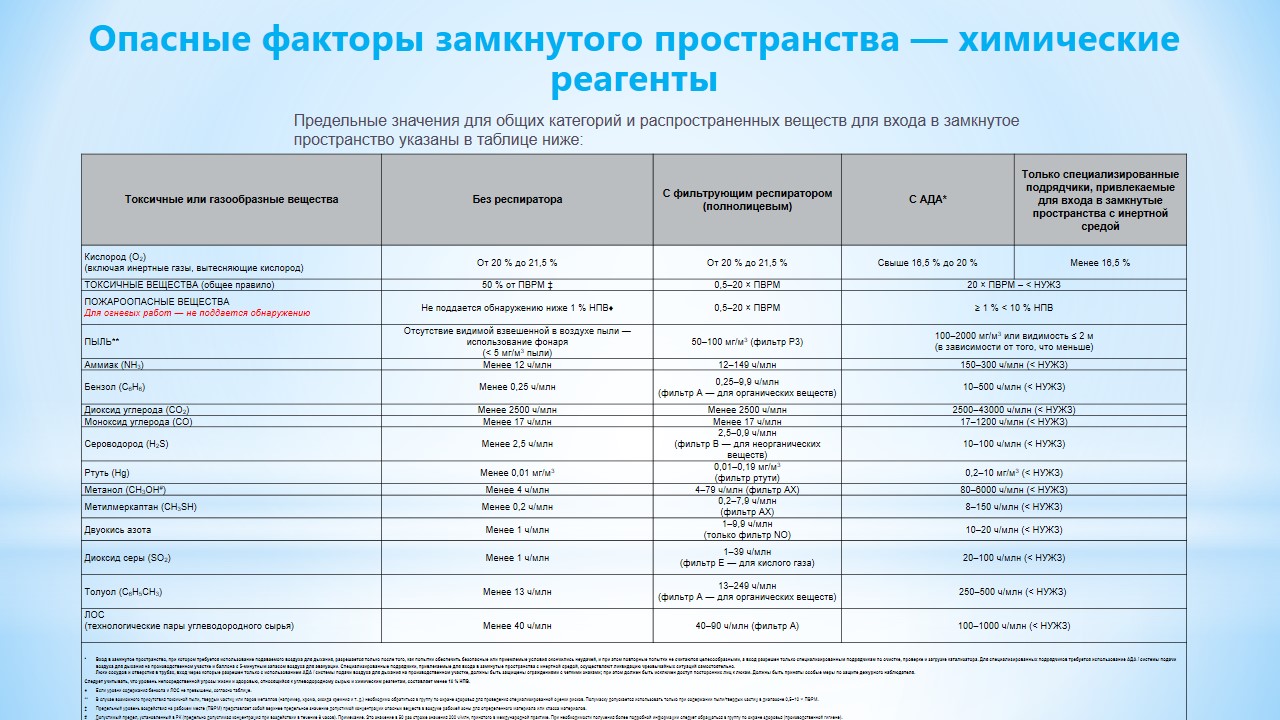 Опасные факторы замкнутого пространства — химические
реагенты
Предельные значения для общих категорий и распространенных веществ для входа в замкнутое
пространство указаны в таблице ниже:
Токсичные или газообразные вещества
Без респиратора
С фильтрующим респиратором
(полнолицевым)
С АДА*
Только специализированные
подрядчики, привлекаемые
для входа в замкнутые
пространства с инертной
средой
Кислород (O₂)
(включая инертные газы, вытесняющие кислород)
От 20 % до 21,5 %
От 20 % до 21,5 %
Свыше 16,5 % до 20 %
Менее 16,5 %
ТОКСИЧНЫЕ ВЕЩЕСТВА (общее правило)
50 % от ПВРМ ‡
0,5–20 × ПВРМ
20 × ПВРМ – < НУЖЗ
ПОЖАРООПАСНЫЕ ВЕЩЕСТВА
Для огневых работ — не поддается обнаружению
Не поддается обнаружению ниже 1 % НПВ♦
0,5–20 × ПВРМ
≥ 1 % < 10 % НПВ
ПЫЛЬ**
Отсутствие видимой взвешенной в воздухе пыли —
использование фонаря
(< 5 мг/м³ пыли)
50–100 мг/м³ (фильтр P3)
100–2000 мг/м³ или видимость ≤ 2 м
(в зависимости от того, что меньше)
Аммиак (NH₃)
Менее 12 ч/млн
12–149 ч/млн
150–300 ч/млн (< НУЖЗ)
Бензол (C₆H₆)
Менее 0,25 ч/млн
0,25–9,9 ч/млн
(фильтр А — для органических веществ)
10–500 ч/млн (< НУЖЗ)
Диоксид углерода (CO₂)
Менее 2500 ч/млн
Менее 2500 ч/млн
2500–43000 ч/млн (< НУЖЗ)
Моноксид углерода (CO)
Менее 17 ч/млн
Менее 17 ч/млн
17–1200 ч/млн (< НУЖЗ)
Сероводород (H₂S)
Менее 2,5 ч/млн
2,5–0,9 ч/млн
(фильтр B — для неорганических
веществ)
10–100 ч/млн (< НУЖЗ)
Ртуть (Hg)
Менее 0,01 мг/м³
0,01–0,19 мг/м³
(фильтр ртути)
0,2–10 мг/м³ (< НУЖЗ)
Метанол (CH₃OH#)
Менее 4 ч/млн
4–79 ч/млн (фильтр AX)
80–6000 ч/млн (< НУЖЗ)
Метилмеркаптан (CH₃SH)
Менее 0,2 ч/млн
0,2–7,9 ч/млн
(фильтр AX)
8–150 ч/млн (< НУЖЗ)
Двуокись азота
Менее 1 ч/млн
1–9,9 ч/млн
(только фильтр NO)
10–20 ч/млн (< НУЖЗ)
Диоксид серы (SO₂)
Менее 1 ч/млн
1–39 ч/млн
(фильтр E — для кислого газа)
20–100 ч/млн (< НУЖЗ)
Толуол (C₆H₅CH₃)
Менее 13 ч/млн
13–249 ч/млн
(фильтр А — для органических веществ)
250–500 ч/млн (< НУЖЗ)
ЛОС
(технологические пары углеводородного сырья)
Менее 40 ч/млн
40–90 ч/млн (фильтр А)
100–1000 ч/млн (< НУЖЗ)